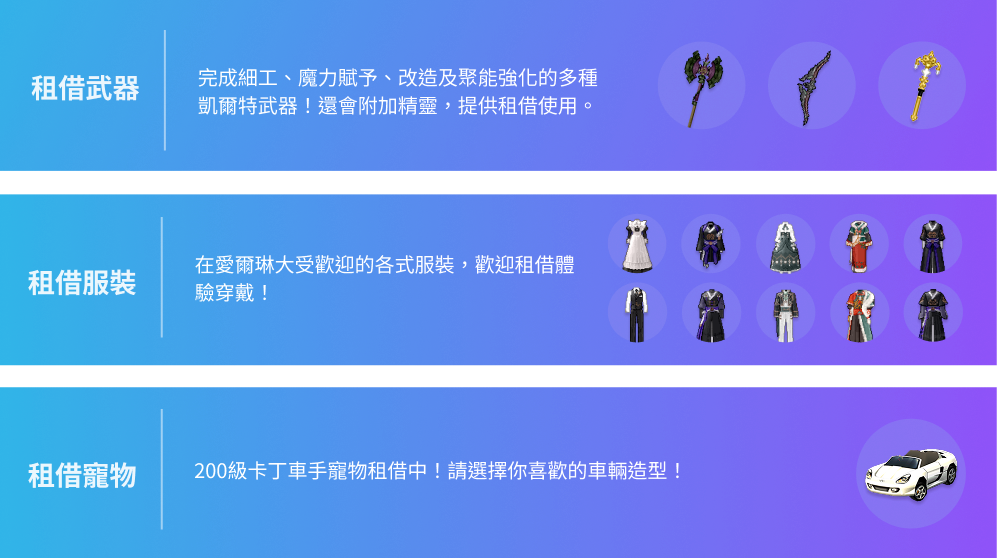 租借武器
完成細工、魔力賦予、改造及聚能強化的多種
凱爾特武器！還會附加精靈，提供租借使用。
租借服裝
在愛爾琳大受歡迎的各式服裝，歡迎租借體
驗穿戴！
租借寵物
200級卡丁車手寵物租借中！請選擇你喜歡的車輛造型！